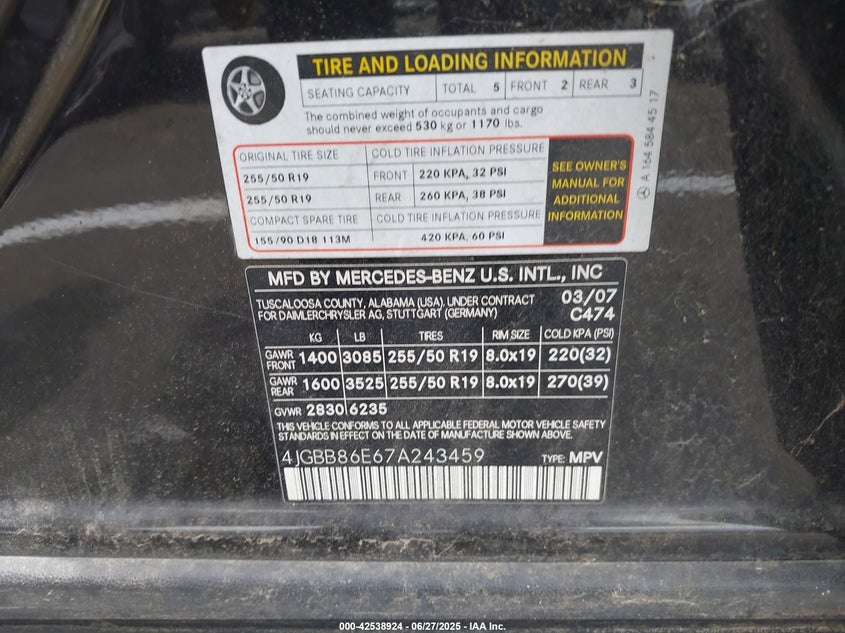 TIRE AND LOADING INFORMATION
SEATING CAPACITY TOTAL 5 FRONT 2 REAR 3
The combined weight of occupants and cargo
should never exceed 530 kg or 1170 lbs.
ORIGINAL TIRE SIZE COLD TIRE INFLATION PRESSURE
255/50 R19 FRONT 220 KPA, 32 PSI
255/50 R19 REAR 260 KPA, 38 PSI
COMPACT SPARE TIRE COLD TIRE INFLATION PRESSURE
155/90 D18 113M 420 KPA, 60 PSI
SEE OWNER'S
MANUAL FOR
ADDITIONAL
INFORMATION
A 164 584 45 17
MFD BY MERCEDES-BENZ U.S. INTL., INC
TUSCALOOSA COUNTY, ALABAMA (USA). UNDER CONTRACT 03/07
FOR DAIMLERCHRYSLER AG, STUTTGART (GERMANY) C474
KG LB TIRES RIM SIZE COLD KPA (PSI)
GAWR FRONT 1400 3085 255/50 R19 8.0x19 220(32)
GAWR REAR 1600 3525 255/50 R19 8.0x19 270(39)
GVWR 2830 6235
THIS VEHICLE CONFORMS TO ALL APPLICABLE FEDERAL MOTOR VEHICLE SAFETY
STANDARDS IN EFFECT ON THE DATE OF MANUFACTURE SHOWN ABOVE.
4JGBB86E67A243459 TYPE: MPV
000-42538924 | 06/27/2025 - IAA Inc.